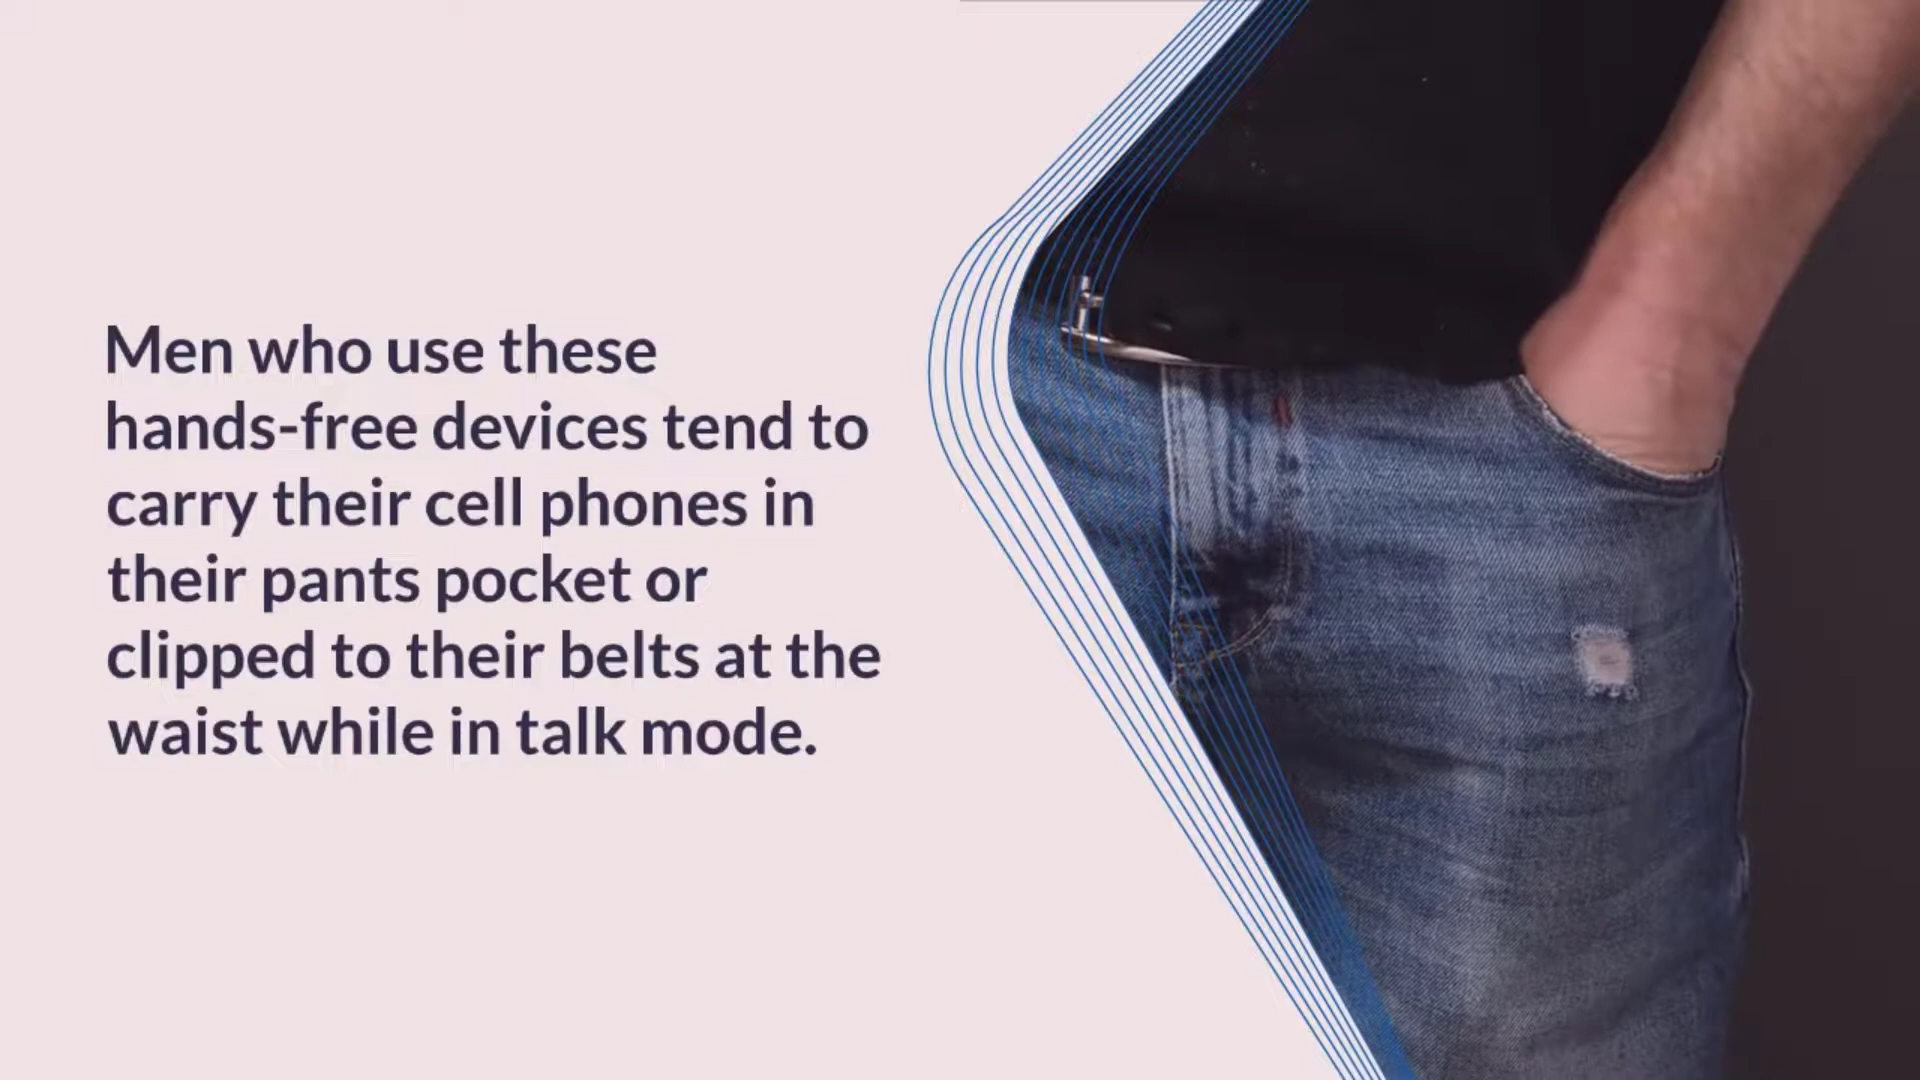 Men who use these
hands-free devices tend to
carry their cell phones in
their pants pocket or
clipped to their belts at the
waist while in talk mode.